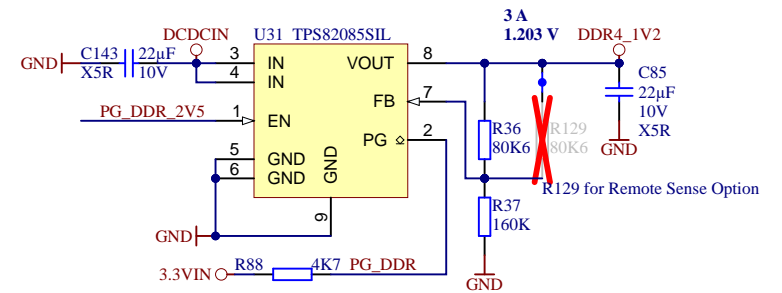 3 A
1.203 V
DCDCIN
U31 TPS82085SIL
DDR4_1V2
GND
C143
22µF
X5R
10V
3
4
IN
IN
VOUT
8
C85
22µF
10V
X5R
GND
PG_DDR_2V5
1
EN
FB
7
PG
2
R36
80K6
R129
80K6
5
6
GND
GND
GND
9
R129 for Remote Sense Option
R37
160K
GND
GND
3.3VIN
R88
4K7
PG_DDR